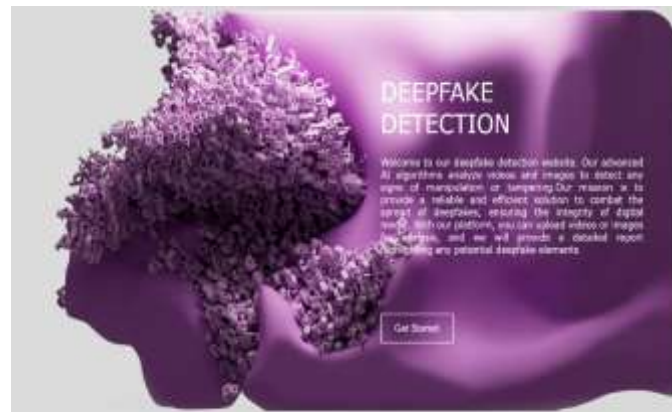 DEEPFAKE
DETECTION
Welcome to our deepfake detection website. Our advanced
AI algorithms analyze videos and images to detect any
signs of manipulation or tampering.Our mission is to
provide a reliable and efficient solution to combat the
spread of deepfakes, ensuring the integrity of digital
With our platform, you can upload videos or images
and we will provide a detailed report
any potential deepfake elements
Get Started